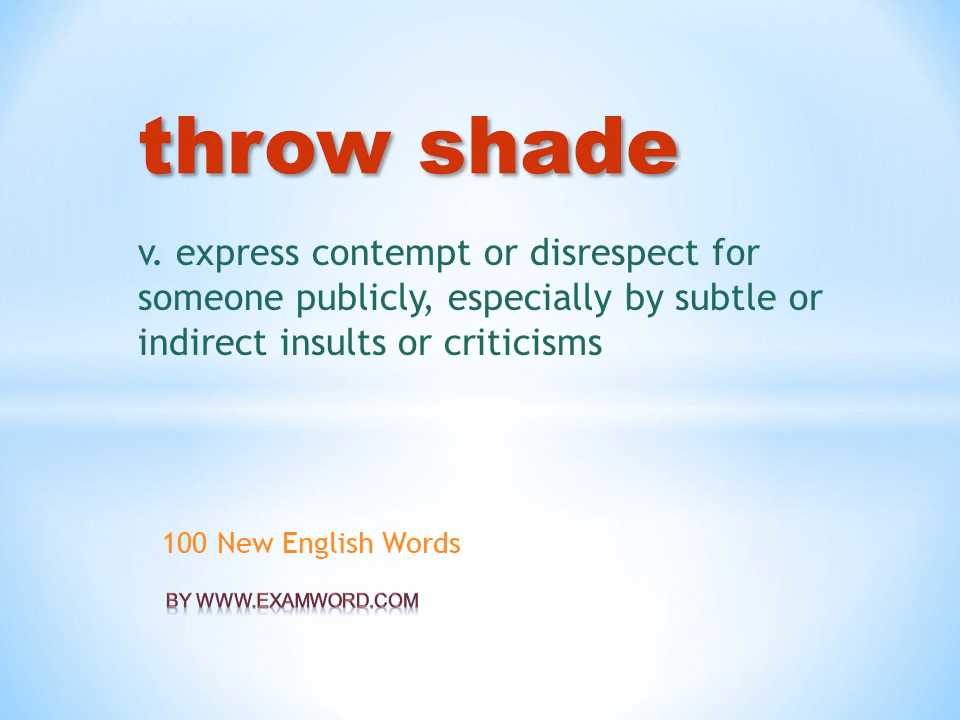 throw shade
v. express contempt or disrespect for
someone publicly, especially by subtle or
indirect insults or criticisms
100 New English Words
BY WWW.EXAMWORD.COM